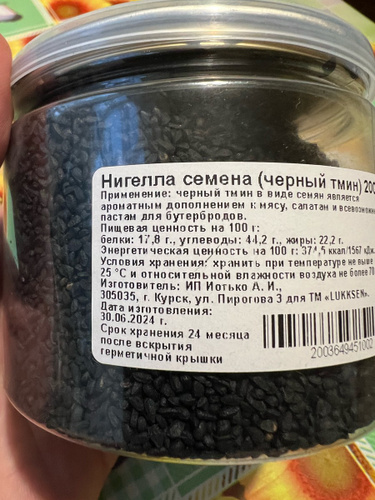 Нигелла семена (черный тмин) 200
Применение: черный тмин в виде семян является
ароматным дополнением к мясу, салатам и всевозможн
пастам для бутербродов.
Пищевая ценность на 100 г:
белки: 17,8 г., углеводы: 44,2 г., жиры: 22,2 г.
Энергетическая ценность на 100 г: 374,5 ккал/1567 кДж
Условия хранения: хранить при температуре не выше
25 °С и относительной влажности воздуха не более 70
Изготовитель: ИП Иотько А. И.,
305035, г. Курск, ул. Пирогова 3 для ТМ «LUKKSEN».
Дата изготовления:
30.06.2024 г.
Срок хранения 24 месяца
после вскрытия
герметичной крышки
2003649451002